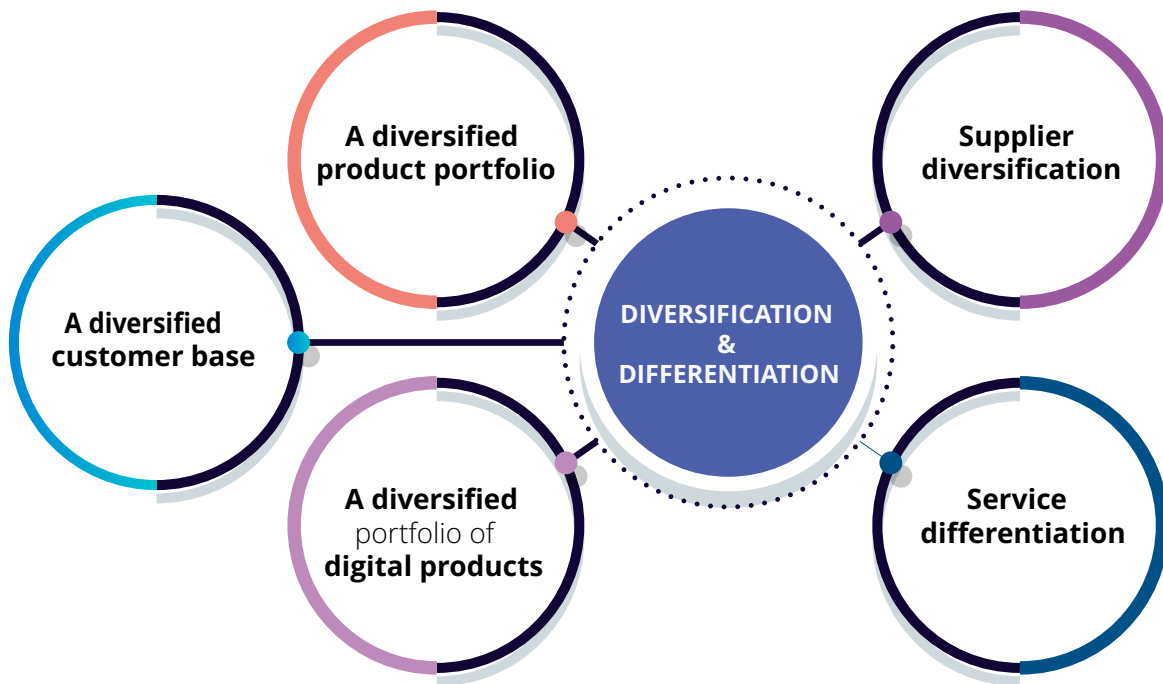 A diversified
product portfolio
Supplier
diversification
A diversified
customer base
DIVERSIFICATION
&
DIFFERENTIATION
A diversified
portfolio of
digital products
Service
differentiation